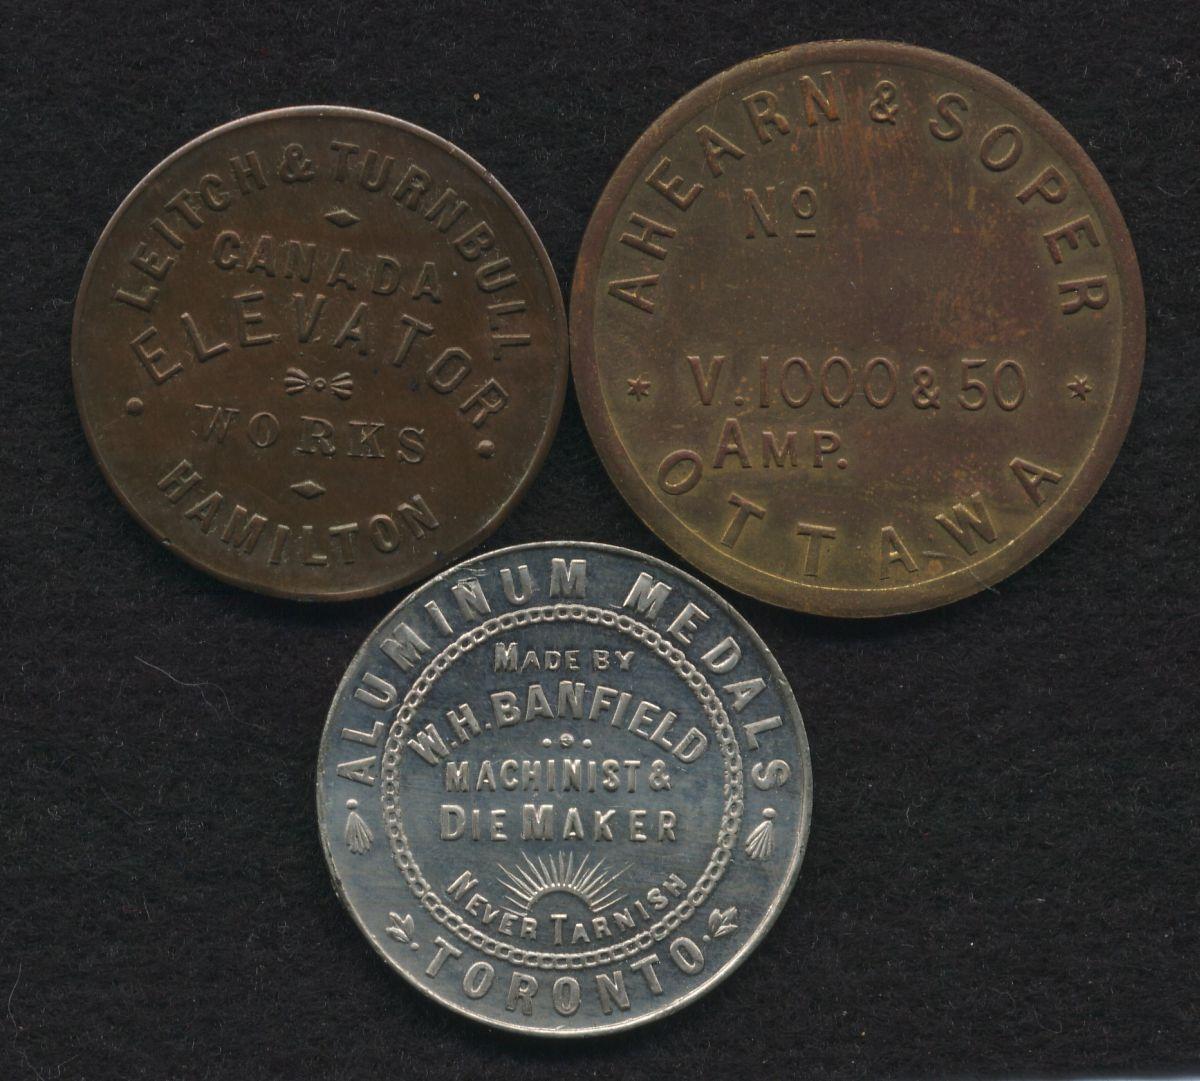 LEITCH & TURNBULL
CANADA
ELEVATOR
WORKS
HAMILTON
AHEARN & SOPER
No
V. 1000 & 50
AMP.
OTTAWA
ALUMINUM MEDALS
MADE BY
W.H. BANFIELD
MACHINIST &
DIE MAKER
NEVER TARNISH
TORONTO